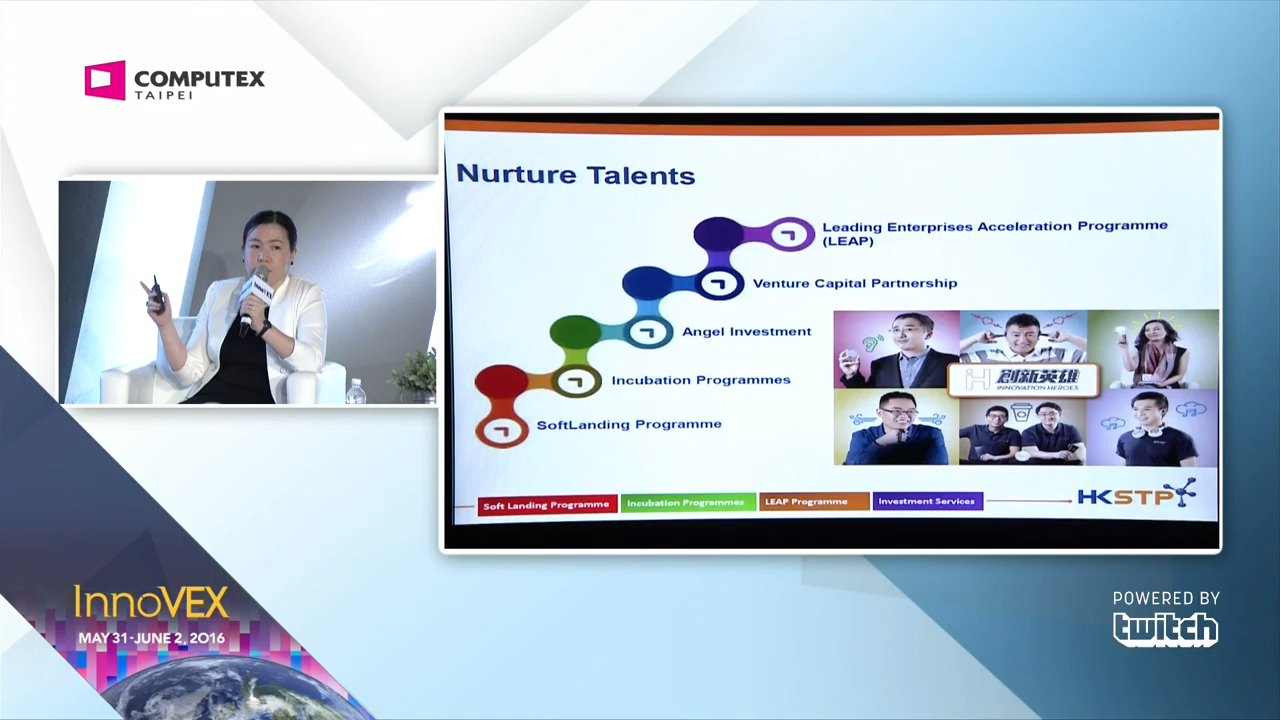 COMPUTEX
TAIPEI
InnoVEX
Nurture Talents
Leading Enterprises Acceleration Programme
(LEAP)
Venture Capital Partnership
Angel Investment
Incubation Programmes
SoftLanding Programme
創新英雄
INNOVATION HEROES
Soft Landing Programme
Incubation Programmes
LEAP Programme
Investment Services
HKSTP
InnoVEX
MAY 31-JUNE 2, 2016
POWERED BY
twitch